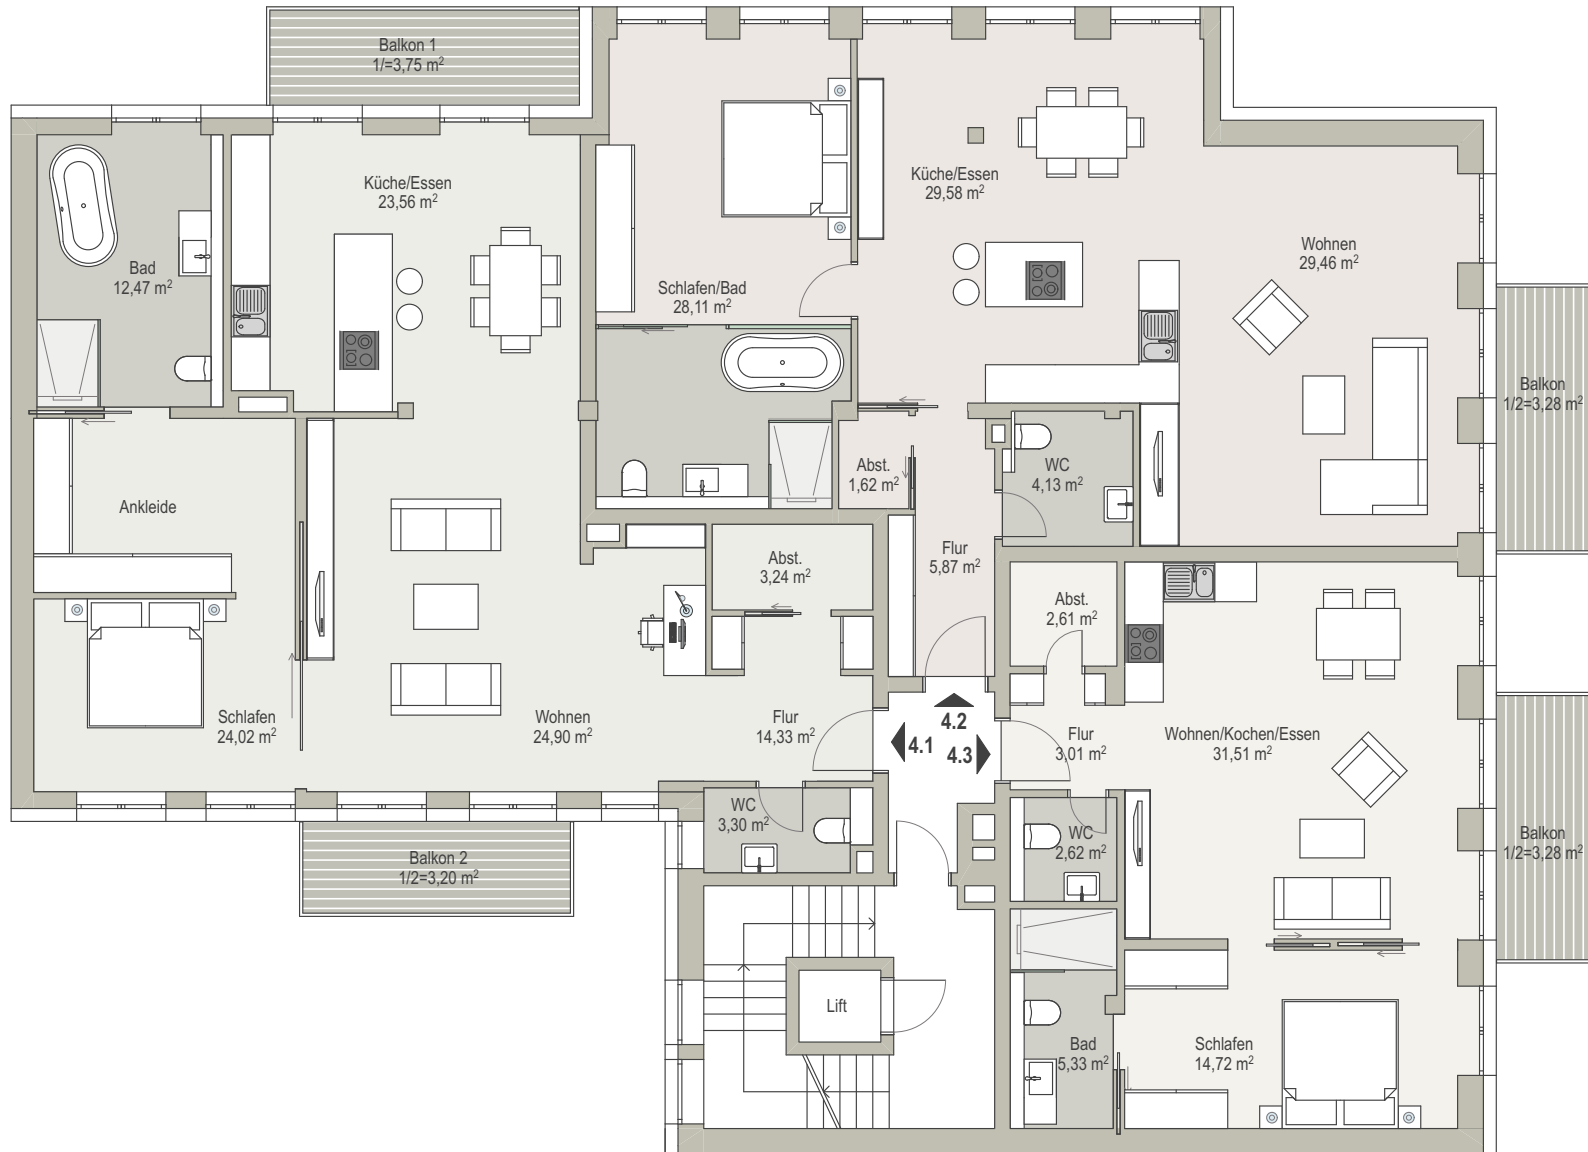 Balkon 1
1/=3,75 m²
Küche/Essen
23,56 m²
Bad
12,47 m²
Ankleide
Schlafen
24,02 m²
Wohnen
24,90 m²
Abst.
3,24 m²
Flur
14,33 m²
WC
3,30 m²
Balkon 2
1/2=3,20 m²
Schlafen/Bad
28,11 m²
Küche/Essen
29,58 m²
Wohnen
29,46 m²
Balkon
1/2=3,28 m²
Abst.
1,62 m²
WC
4,13 m²
Flur
5,87 m²
4.2
4.1
4.3
Abst.
2,61 m²
Flur
3,01 m²
Wohnen/Kochen/Essen
31,51 m²
WC
2,62 m²
Balkon
1/2=3,28 m²
Lift
Bad
5,33 m²
Schlafen
14,72 m²